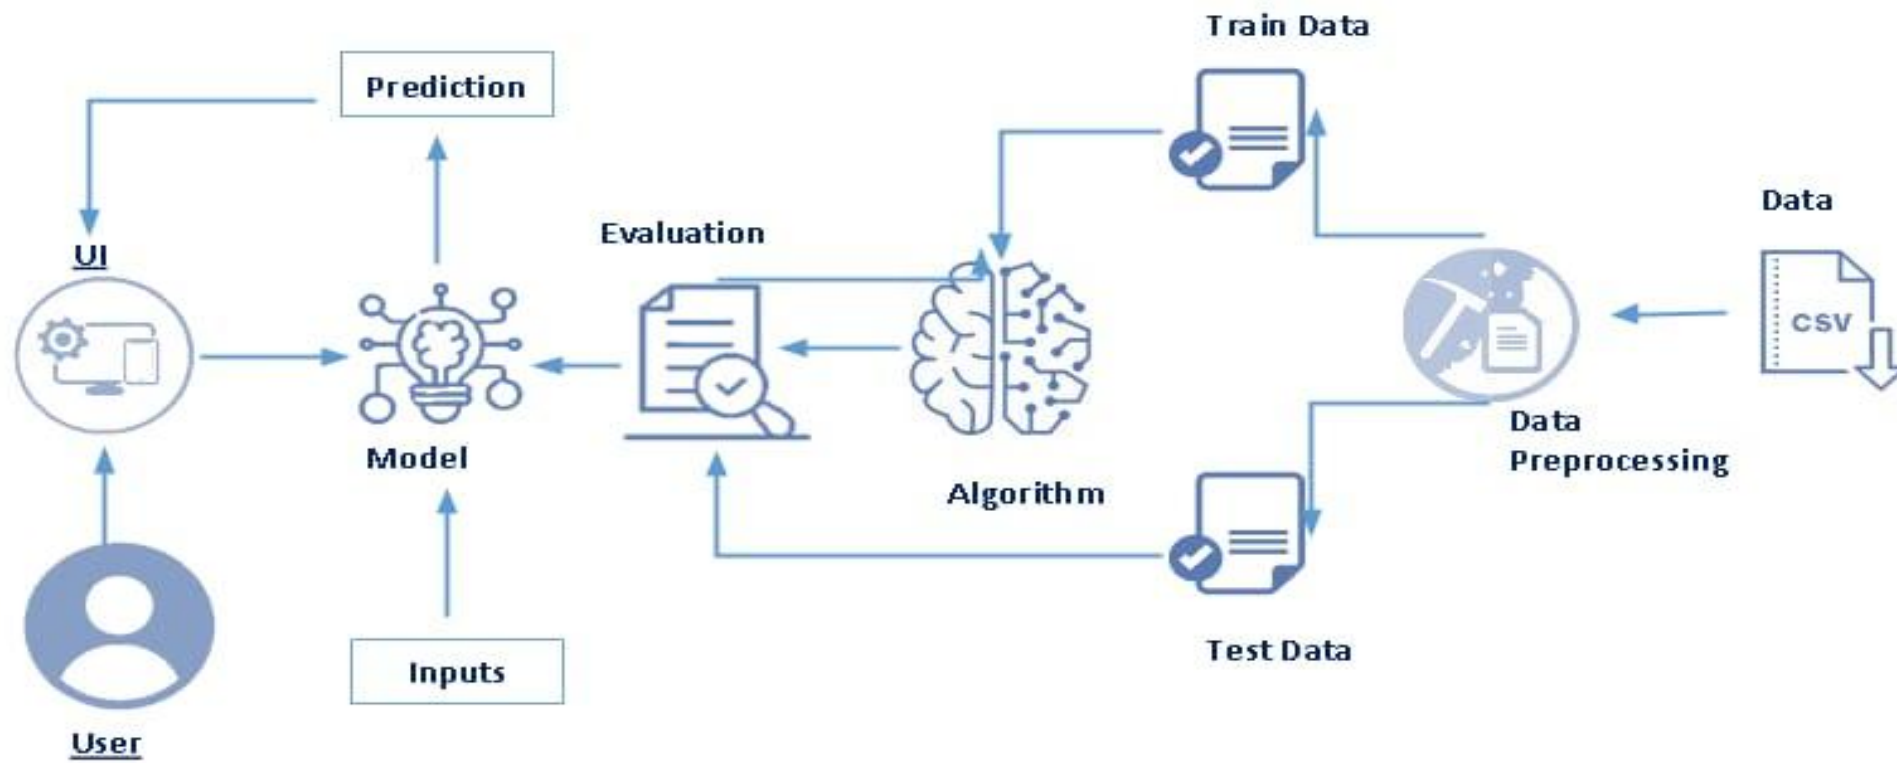 Train Data
Prediction
Data
Evaluation
UI
CSV
Data
Preprocessing
Model
Algorithm
Test Data
Inputs
User